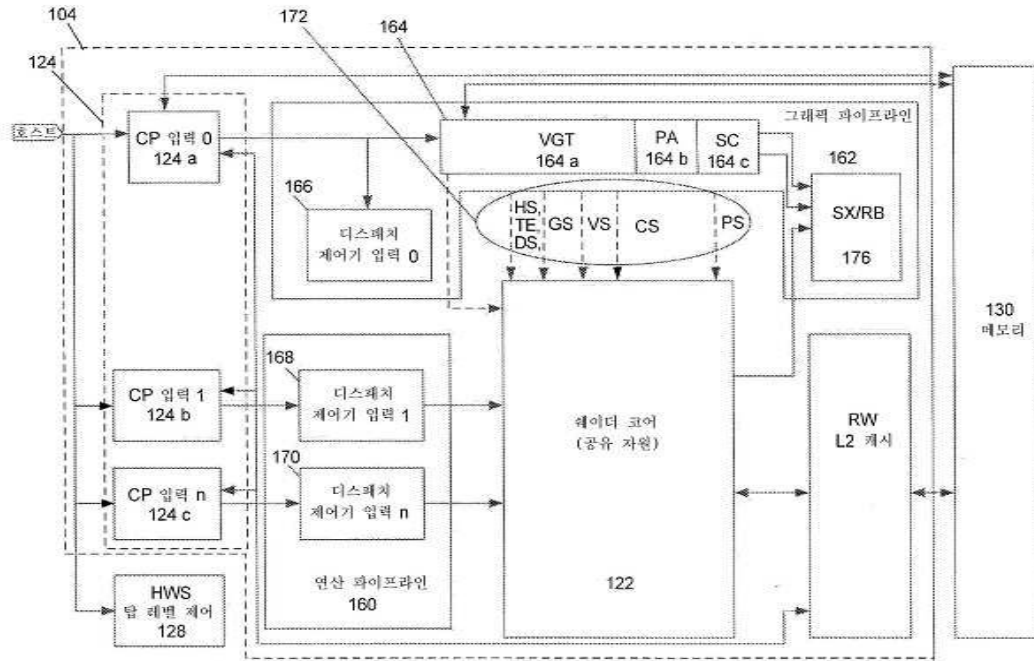 104
172
164
124
호스트
CP 입력 0
124 a
VGT
164 a
PA
164 b
SC
164 c
그래픽 파이프라인
162
SX/RB
176
166
디스패치
제어기 입력 0
HS,
TE,
DS,
GS
VS
CS
PS
130
메모리
168
디스패치
제어기 입력 1
CP 입력 1
124 b
쉐이더 코어
(공유 자원)
122
RW
L2 캐시
170
디스패치
제어기 입력 n
CP 입력 n
124 c
연산 파이프라인
160
HWS
탑 레벨 제어
128